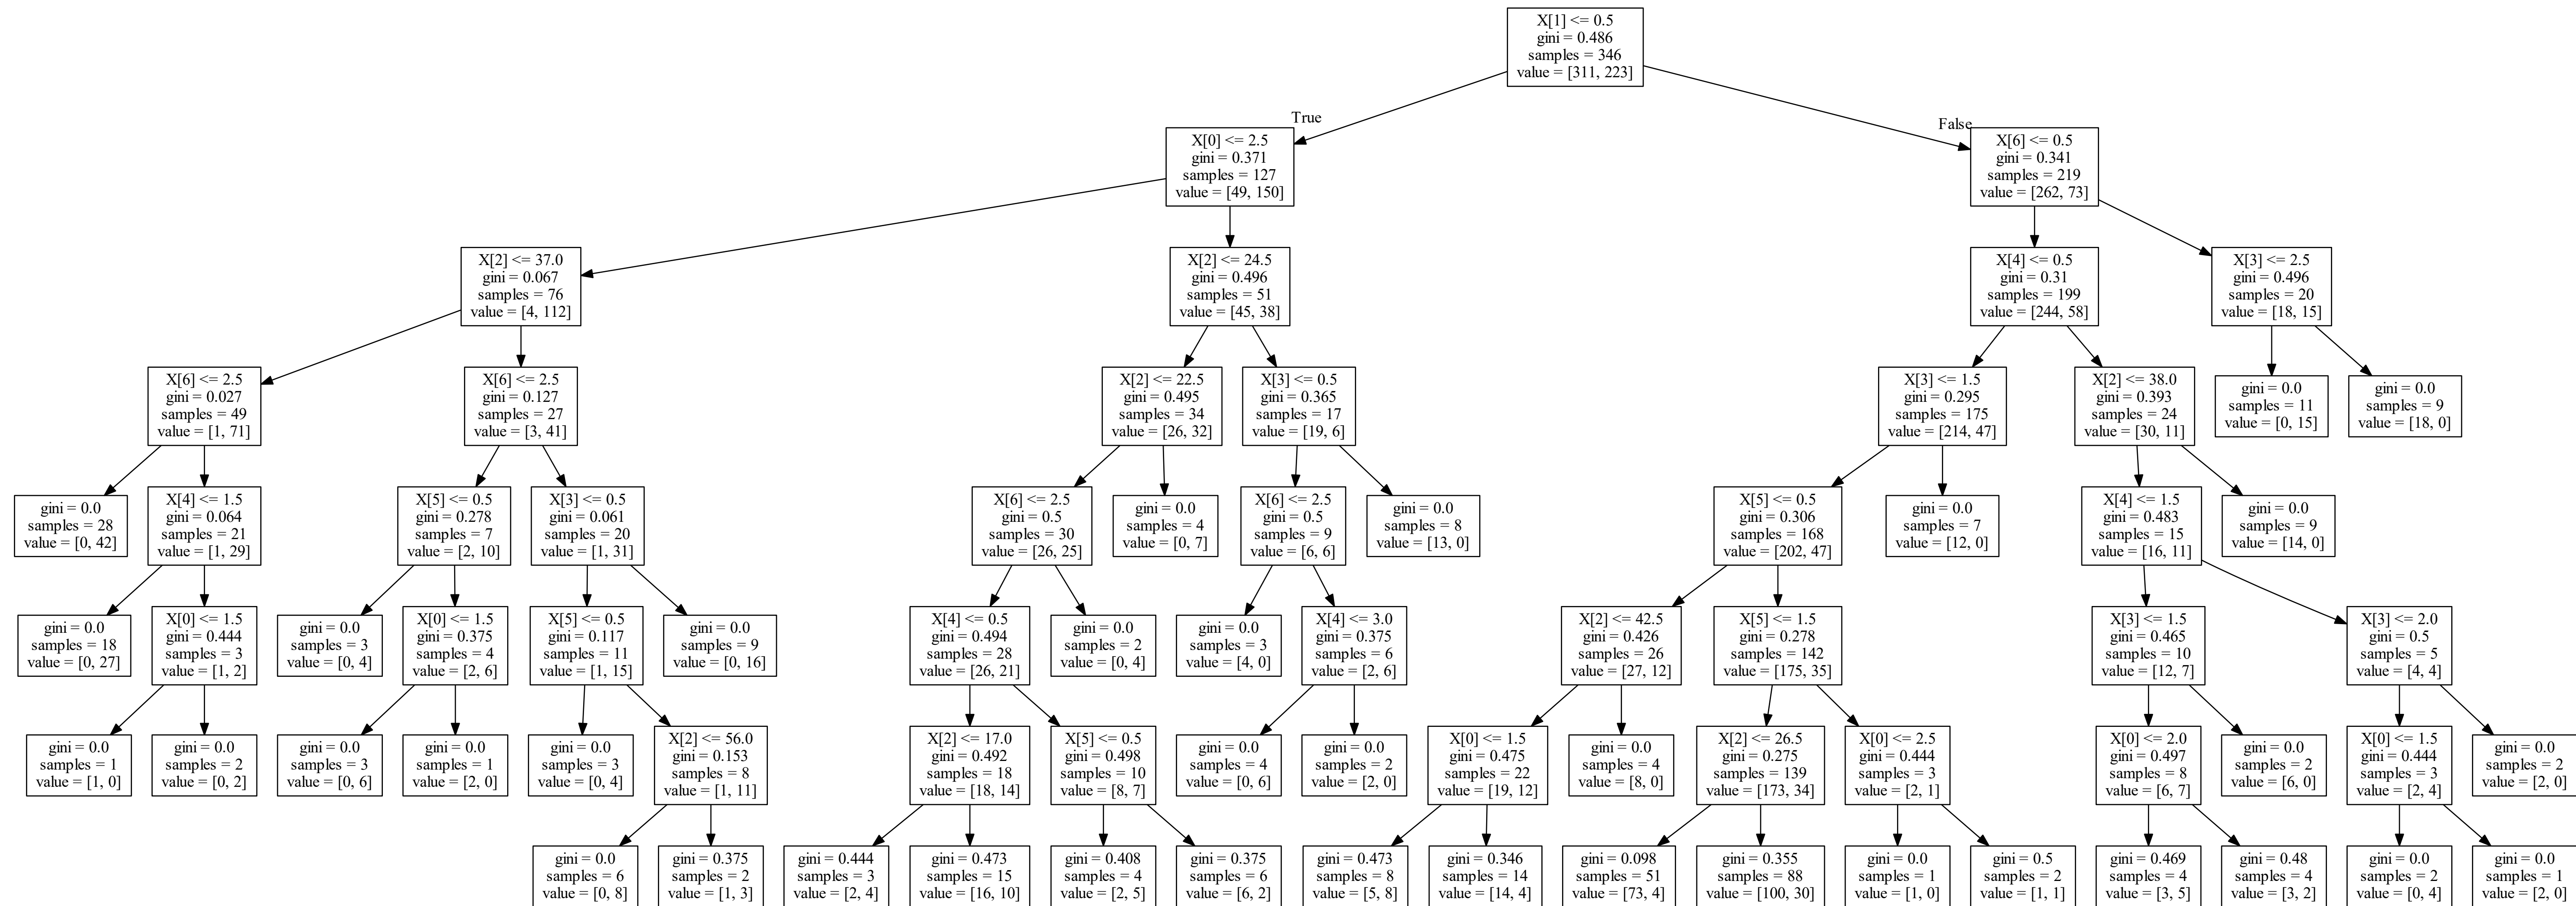 X[1] <= 0.5
gini = 0.486
samples = 346
value = [311, 223]
True
False
X[0] <= 2.5
gini = 0.371
samples = 127
value = [49, 150]
X[6] <= 0.5
gini = 0.341
samples = 219
value = [262, 73]
X[2] <= 37.0
gini = 0.067
samples = 76
value = [4, 112]
X[2] <= 24.5
gini = 0.496
samples = 51
value = [45, 38]
X[4] <= 0.5
gini = 0.31
samples = 199
value = [244, 58]
X[3] <= 2.5
gini = 0.496
samples = 20
value = [18, 15]
X[6] <= 2.5
gini = 0.027
samples = 49
value = [1, 71]
X[6] <= 2.5
gini = 0.127
samples = 27
value = [3, 41]
X[2] <= 22.5
gini = 0.495
samples = 34
value = [26, 32]
X[3] <= 0.5
gini = 0.365
samples = 17
value = [19, 6]
X[3] <= 1.5
gini = 0.295
samples = 175
value = [214, 47]
X[2] <= 38.0
gini = 0.393
samples = 24
value = [30, 11]
gini = 0.0
samples = 11
value = [0, 15]
gini = 0.0
samples = 9
value = [18, 0]
gini = 0.0
samples = 28
value = [0, 42]
X[4] <= 1.5
gini = 0.064
samples = 21
value = [1, 29]
X[5] <= 0.5
gini = 0.278
samples = 7
value = [2, 10]
X[3] <= 0.5
gini = 0.061
samples = 20
value = [1, 31]
X[6] <= 2.5
gini = 0.5
samples = 30
value = [26, 25]
gini = 0.0
samples = 4
value = [0, 7]
X[6] <= 2.5
gini = 0.5
samples = 9
value = [6, 6]
gini = 0.0
samples = 8
value = [13, 0]
X[5] <= 0.5
gini = 0.306
samples = 168
value = [202, 47]
gini = 0.0
samples = 7
value = [12, 0]
X[4] <= 1.5
gini = 0.483
samples = 15
value = [16, 11]
gini = 0.0
samples = 9
value = [14, 0]
gini = 0.0
samples = 18
value = [0, 27]
X[0] <= 1.5
gini = 0.444
samples = 3
value = [1, 2]
gini = 0.0
samples = 3
value = [0, 4]
X[0] <= 1.5
gini = 0.375
samples = 4
value = [2, 6]
X[5] <= 0.5
gini = 0.117
samples = 11
value = [1, 15]
gini = 0.0
samples = 9
value = [0, 16]
X[4] <= 0.5
gini = 0.494
samples = 28
value = [26, 21]
gini = 0.0
samples = 2
value = [0, 4]
gini = 0.0
samples = 3
value = [4, 0]
X[4] <= 3.0
gini = 0.375
samples = 6
value = [2, 6]
X[2] <= 42.5
gini = 0.426
samples = 26
value = [27, 12]
X[5] <= 1.5
gini = 0.278
samples = 142
value = [175, 35]
X[3] <= 1.5
gini = 0.465
samples = 10
value = [12, 7]
X[3] <= 2.0
gini = 0.5
samples = 5
value = [4, 4]
gini = 0.0
samples = 1
value = [1, 0]
gini = 0.0
samples = 2
value = [0, 2]
gini = 0.0
samples = 3
value = [0, 6]
gini = 0.0
samples = 1
value = [2, 0]
gini = 0.0
samples = 3
value = [0, 4]
X[2] <= 56.0
gini = 0.153
samples = 8
value = [1, 11]
X[2] <= 17.0
gini = 0.492
samples = 18
value = [18, 14]
X[5] <= 0.5
gini = 0.498
samples = 10
value = [8, 7]
gini = 0.0
samples = 4
value = [0, 6]
gini = 0.0
samples = 2
value = [2, 0]
X[0] <= 1.5
gini = 0.475
samples = 22
value = [19, 12]
gini = 0.0
samples = 4
value = [8, 0]
X[2] <= 26.5
gini = 0.275
samples = 139
value = [173, 34]
X[0] <= 2.5
gini = 0.444
samples = 3
value = [2, 1]
X[0] <= 2.0
gini = 0.497
samples = 8
value = [6, 7]
gini = 0.0
samples = 2
value = [6, 0]
X[0] <= 1.5
gini = 0.444
samples = 3
value = [2, 4]
gini = 0.0
samples = 2
value = [2, 0]
gini = 0.0
samples = 6
value = [0, 8]
gini = 0.375
samples = 2
value = [1, 3]
gini = 0.444
samples = 3
value = [2, 4]
gini = 0.473
samples = 15
value = [16, 10]
gini = 0.408
samples = 4
value = [2, 5]
gini = 0.375
samples = 6
value = [6, 2]
gini = 0.473
samples = 8
value = [5, 8]
gini = 0.346
samples = 14
value = [14, 4]
gini = 0.098
samples = 51
value = [73, 4]
gini = 0.355
samples = 88
value = [100, 30]
gini = 0.0
samples = 1
value = [1, 0]
gini = 0.5
samples = 2
value = [1, 1]
gini = 0.469
samples = 4
value = [3, 5]
gini = 0.48
samples = 4
value = [3, 2]
gini = 0.0
samples = 2
value = [0, 4]
gini = 0.0
samples = 1
value = [2, 0]